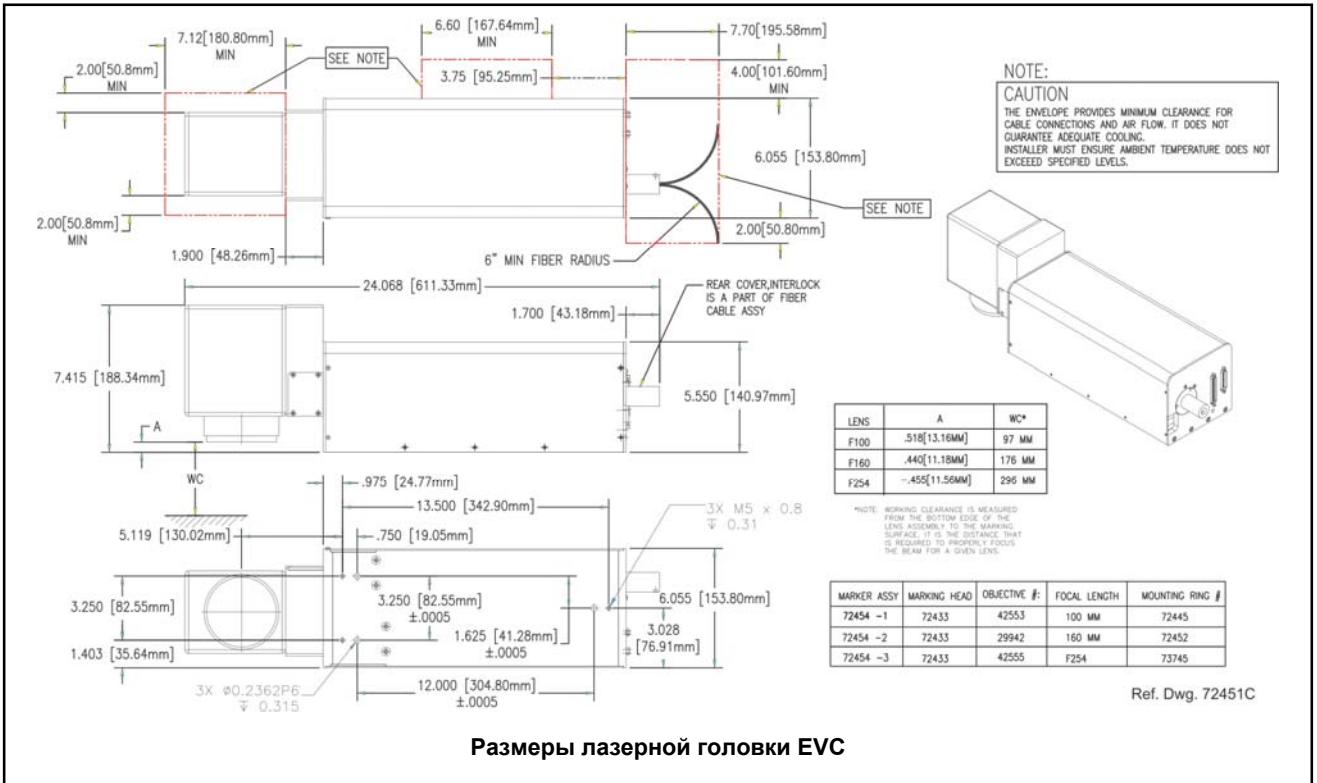 7.12[180.80mm]
MIN
6.60 [167.64mm]
MIN
7.70[195.58mm]
SEE NOTE
2.00[50.8mm]
MIN
3.75 [95.25mm]
4.00[101.60mm]
MIN
6.055 [153.80mm]
SEE NOTE
2.00[50.8mm]
MIN
2.00[50.80mm]
1.900 [48.26mm]
6" MIN FIBER RADIUS
NOTE:
CAUTION
THE ENVELOPE PROVIDES MINIMUM CLEARANCE FOR
CABLE CONNECTIONS AND AIR FLOW. IT DOES NOT
GUARANTEE ADEQUATE COOLING.
INSTALLER MUST ENSURE AMBIENT TEMPERATURE DOES NOT
EXCEEED SPECIFIED LEVELS.
24.068 [611.33mm]
REAR COVER,INTERLOCK
IS A PART OF FIBER
CABLE ASSY
1.700 [43.18mm]
7.415 [188.34mm]
5.550 [140.97mm]
A
WC
LENS A WC*
F100 .518[13.16MM] 97 MM
F160 .440[11.18MM] 176 MM
F254 -.455[11.56MM] 296 MM
*NOTE: WORKING CLEARANCE IS MEASURED
FROM THE BOTTOM EDGE OF THE
LENS ASSEMBLY TO THE MARKING
SURFACE. IT IS THE DISTANCE THAT
IS REQUIRED TO PROPERLY FOCUS
THE BEAM FOR A GIVEN LENS.
.975 [24.77mm]
13.500 [342.90mm]
3X M5 x 0.8
↧ 0.31
5.119 [130.02mm]
.750 [19.05mm]
3.250 [82.55mm]
3.250 [82.55mm]
±.0005
6.055 [153.80mm]
1.625 [41.28mm]
±.0005
3.028
[76.91mm]
1.403 [35.64mm]
3X ⌀0.2362P6
↧ 0.315
12.000 [304.80mm]
±.0005
MARKER ASSY MARKING HEAD OBJECTIVE #: FOCAL LENGTH MOUNTING RING #
72454 -1 72433 42553 100 MM 72445
72454 -2 72433 29942 160 MM 72452
72454 -3 72433 42555 F254 73745
Ref. Dwg. 72451C
Размеры лазерной головки EVC